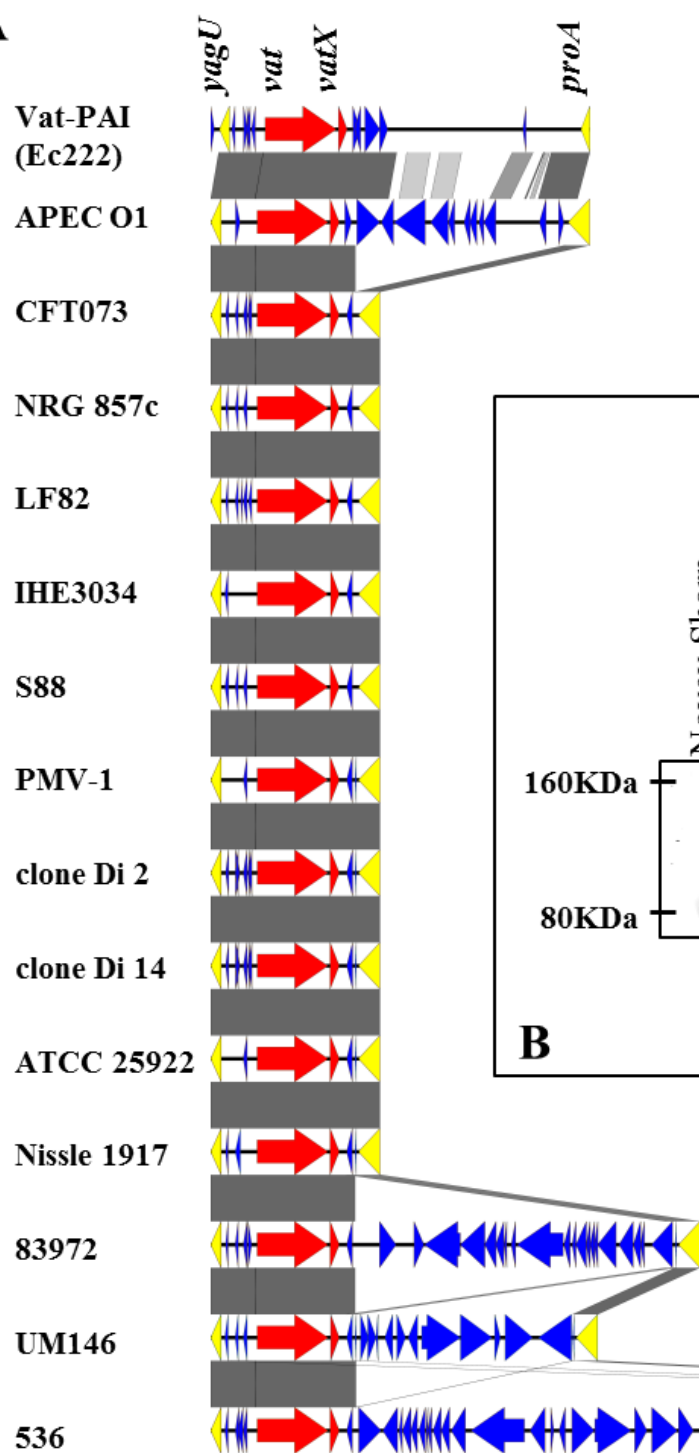 yagU
vat
vatX
proA
Vat-PAI
(Ec222)
APEC O1
CFT073
NRG 857c
LF82
IHE3034
S88
PMV-1
160KDa
clone Di 2
80KDa
clone Di 14
B
ATCC 25922
Nissle 1917
83972
UM146
536